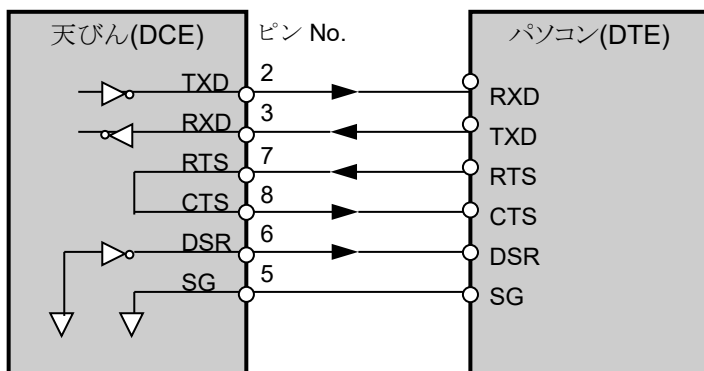 天びん(DCE) ピン No. パソコン(DTE)
TXD 2 RXD
RXD 3 TXD
RTS 7 RTS
CTS 8 CTS
DSR 6 DSR
SG 5 SG